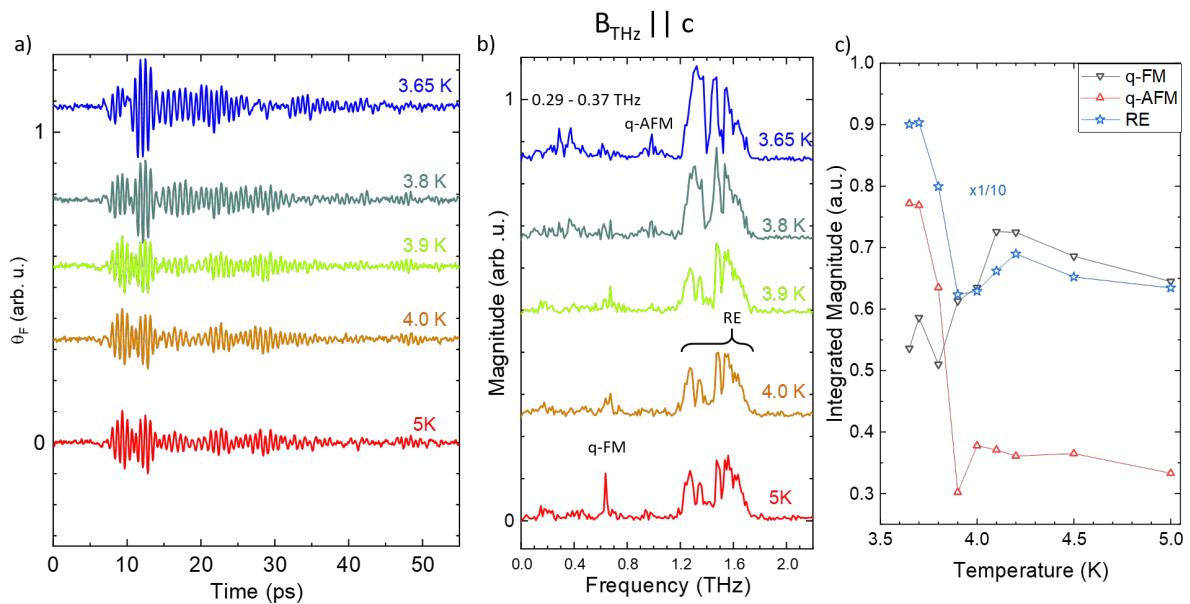 B_THz || c
a)
b)
c)
3.65 K
3.8 K
3.9 K
4.0 K
5K
1
0
θ_F (arb. u.)
0 10 20 30 40 50
Time (ps)
0.29 - 0.37 THz
q-AFM
3.65 K
3.8 K
3.9 K
RE
4.0 K
q-FM
5K
1
0
Magnitude (arb .u.)
0.0 0.4 0.8 1.2 1.6 2.0
Frequency (THz)
q-FM
q-AFM
RE
x1/10
1.0
0.9
0.8
0.7
0.6
0.5
0.4
0.3
Integrated Magnitude (a.u.)
3.5 4.0 4.5 5.0
Temperature (K)